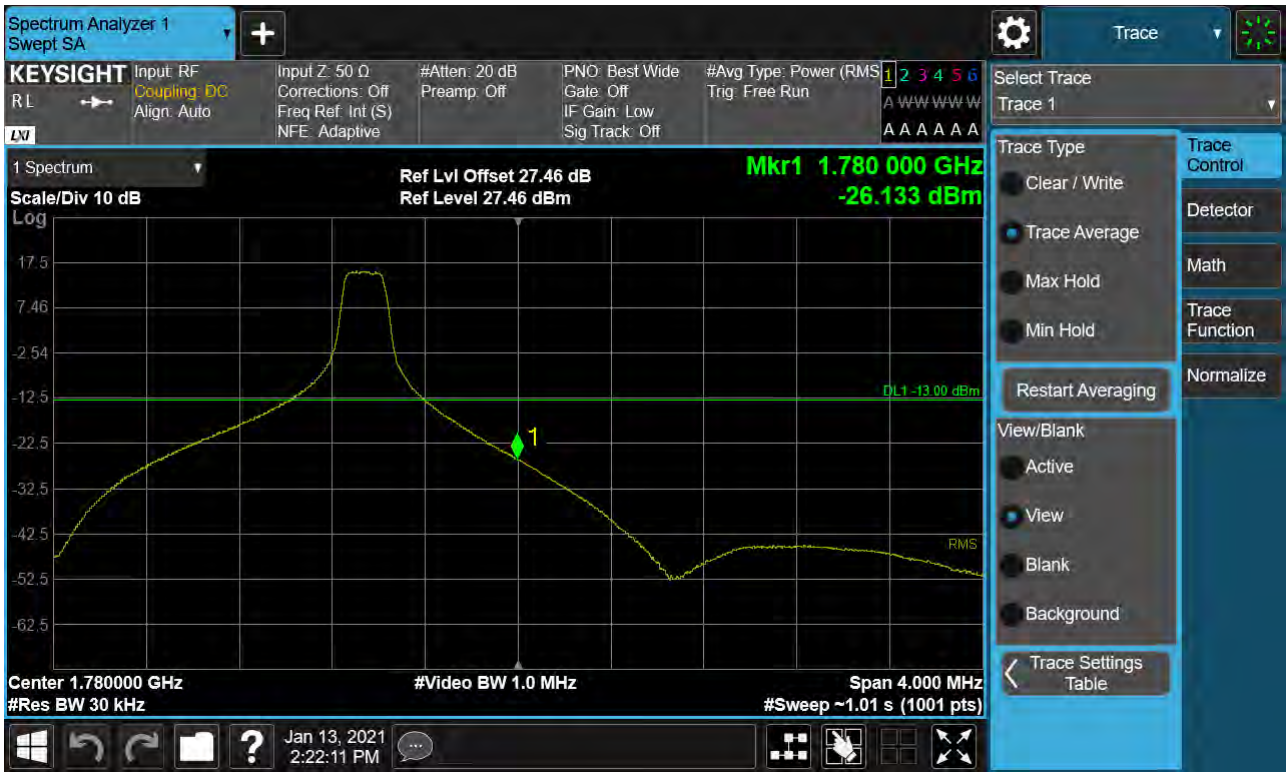 Spectrum Analyzer 1
Swept SA
+
Trace
KEYSIGHT
R L
LXI
Input: RF
Coupling: DC
Align: Auto
Input Z: 50 Ω
Corrections: Off
Freq Ref: Int (S)
NFE: Adaptive
#Atten: 20 dB
Preamp: Off
PNO: Best Wide
Gate: Off
IF Gain: Low
Sig Track: Off
#Avg Type: Power (RMS
Trig: Free Run
1 2 3 4 5 6
A W W W W W
A A A A A A
Select Trace
Trace 1
1 Spectrum
Scale/Div 10 dB
Log
Ref Lvl Offset 27.46 dB
Ref Level 27.46 dBm
Mkr1 1.780 000 GHz
-26.133 dBm
17.5
7.46
-2.54
-12.5
-22.5
-32.5
-42.5
-52.5
-62.5
DL1 -13.00 dBm
1
RMS
Center 1.780000 GHz
#Res BW 30 kHz
#Video BW 1.0 MHz
Span 4.000 MHz
#Sweep ~1.01 s (1001 pts)
Trace Type
Clear / Write
Trace Average
Max Hold
Min Hold
Restart Averaging
View/Blank
Active
View
Blank
Background
Trace Settings
Table
Trace
Control
Detector
Math
Trace
Function
Normalize
?
Jan 13, 2021
2:22:11 PM